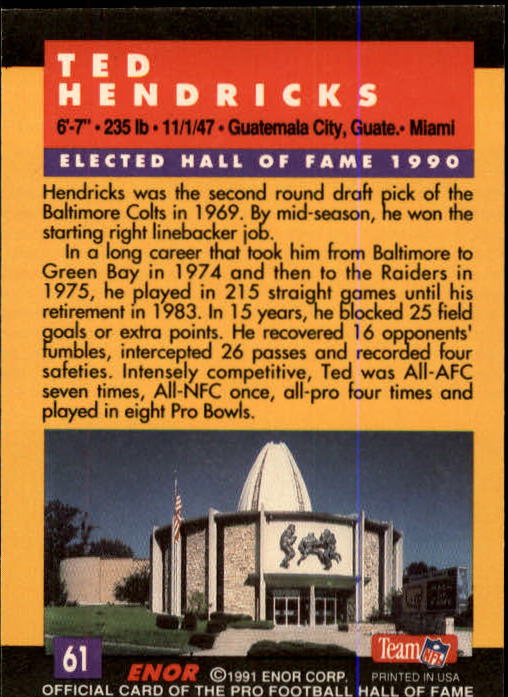 TED
HENDRICKS
6'-7" • 235 lb • 11/1/47 • Guatemala City, Guate.• Miami
ELECTED HALL OF FAME 1990
Hendricks was the second round draft pick of the
Baltimore Colts in 1969. By mid-season, he won the
starting right linebacker job.
In a long career that took him from Baltimore to
Green Bay in 1974 and then to the Raiders in
1975, he played in 215 straight games until his
retirement in 1983. In 15 years, he blocked 25 field
goals or extra points. He recovered 16 opponents'
fumbles, intercepted 26 passes and recorded four
safeties. Intensely competitive, Ted was All-AFC
seven times, All-NFC once, all-pro four times and
played in eight Pro Bowls.
61
Team NFL
ENOR ©1991 ENOR CORP. PRINTED IN USA
OFFICIAL CARD OF THE PRO FOOTBALL HALL OF FAME